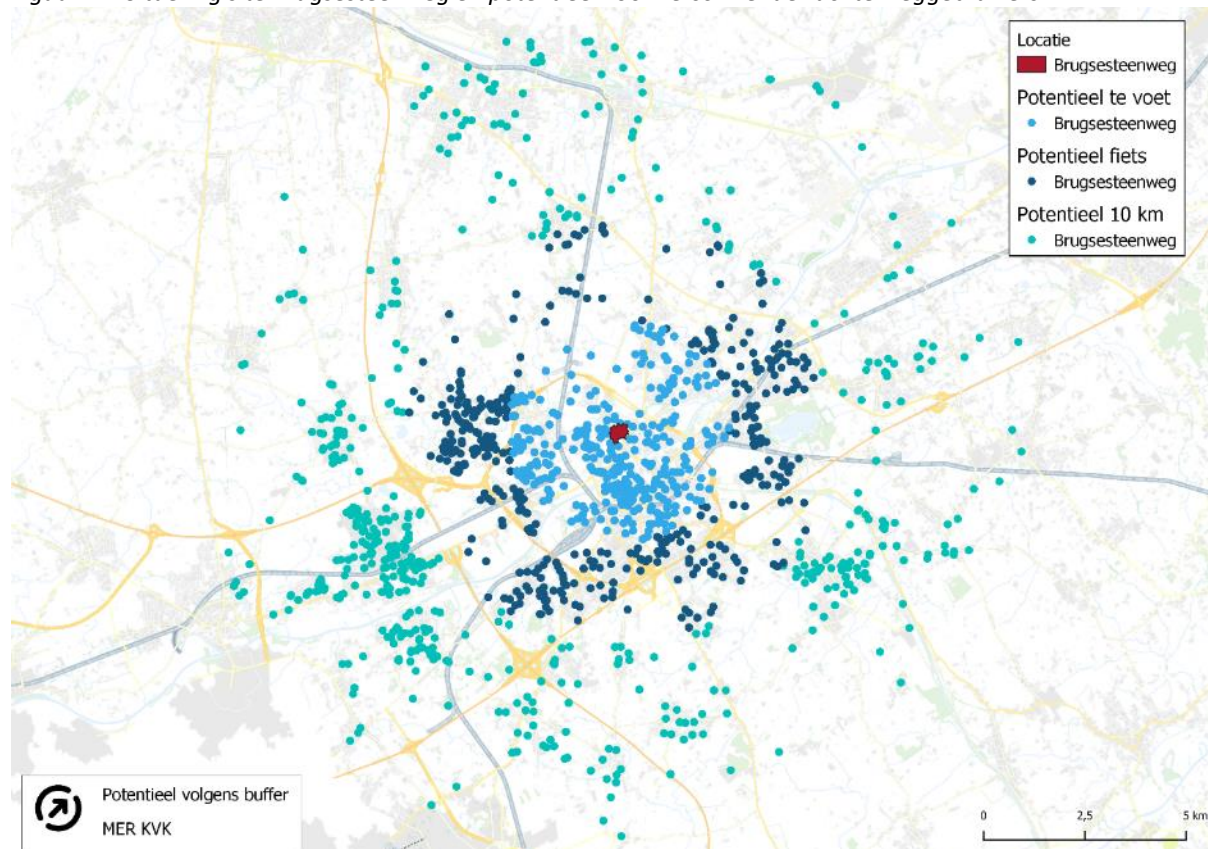 Locatie
Brugsesteenweg
Potentieel te voet
Brugsesteenweg
Potentieel fiets
Brugsesteenweg
Potentieel 10 km
Brugsesteenweg
Potentieel volgens buffer
MER KVK
0 2,5 5 km